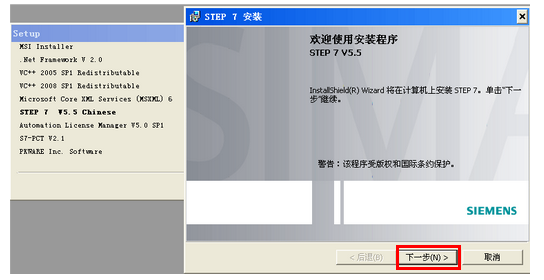 STEP 7 安装
Setup
MSI Installer
.Net Framework V 2.0
VC++ 2005 SP1 Redistributable
VC++ 2008 SP1 Redistributable
Microsoft Core XML Services (MSXML) 6
STEP 7 V5.5 Chinese
Automation License Manager V5.0 SP1
S7-PCT V2.1
PKWARE Inc. Software
欢迎使用安装程序
STEP 7 V5.5
InstallShield(R) Wizard 将在计算机上安装 STEP 7。单击“下一
步”继续。
警告：该程序受版权和国际条约保护。
SIEMENS
< 后退(B)
下一步(N) >
取消